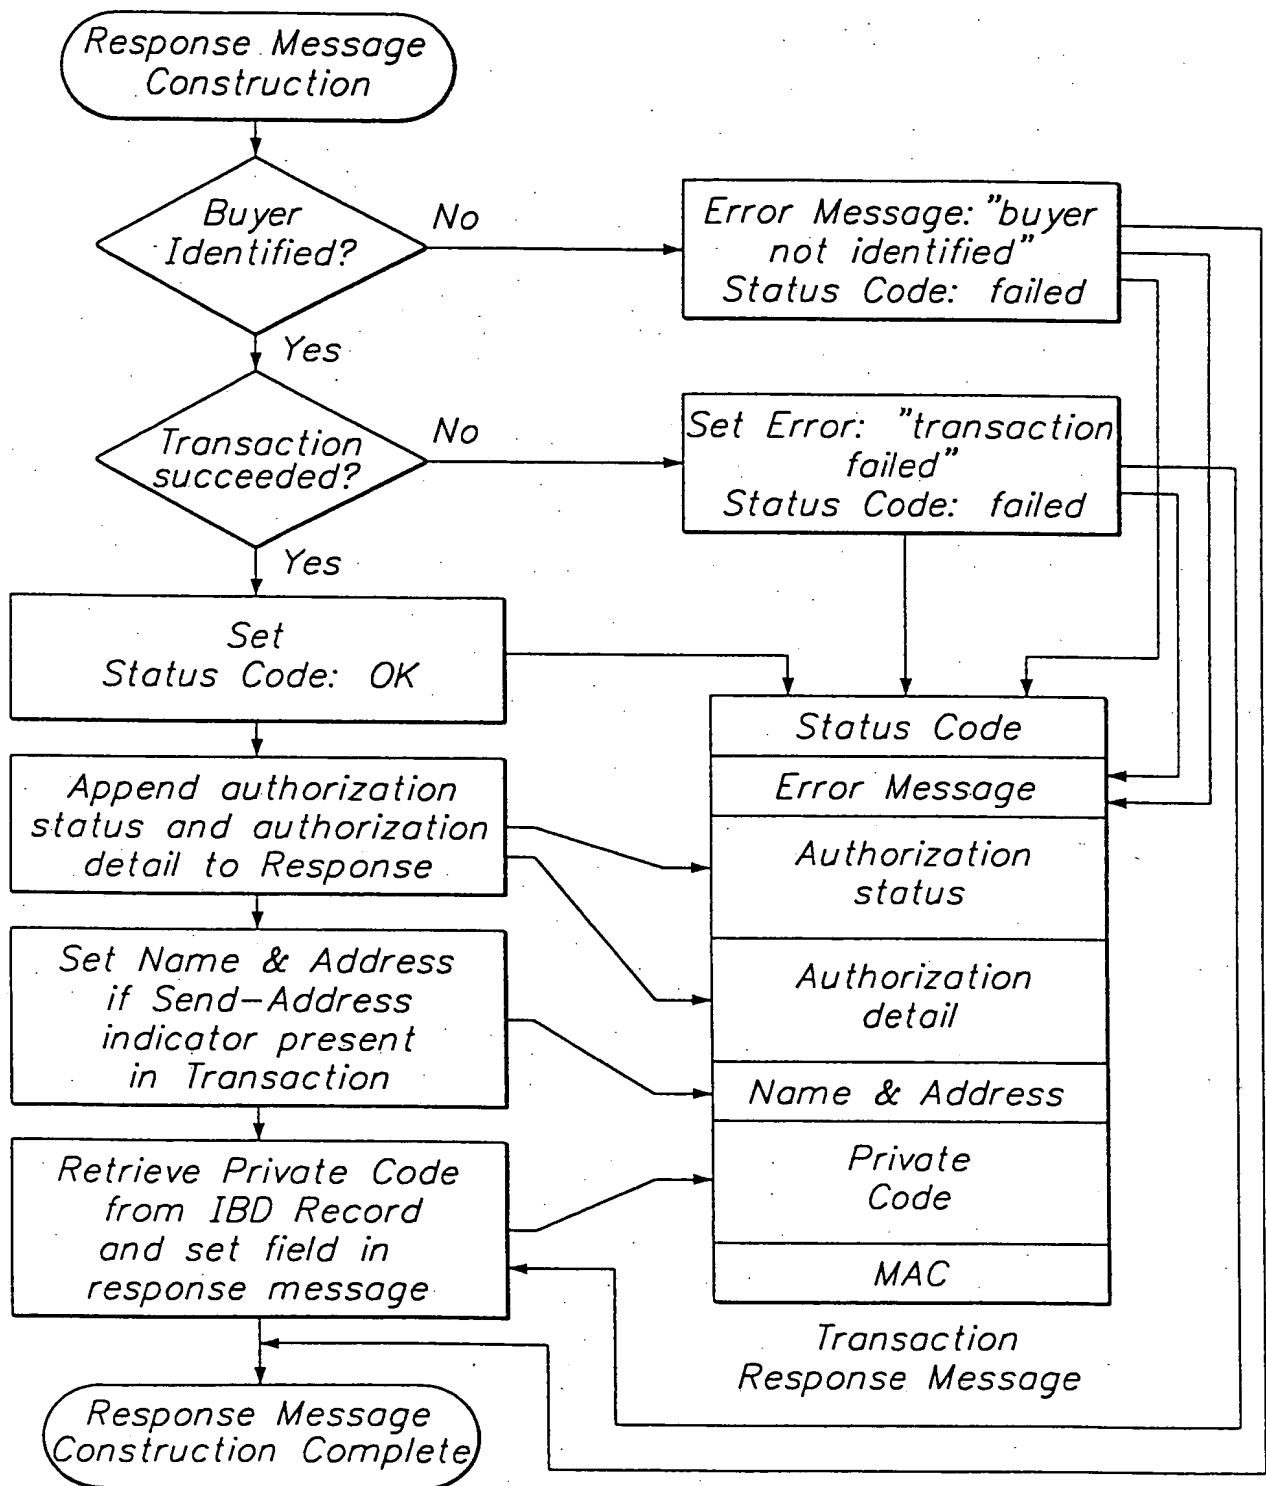 Response Message
Construction
Buyer
Identified?
No
Error Message: "buyer
not identified"
Status Code: failed
Yes
Transaction
succeeded?
No
Set Error: "transaction
failed"
Status Code: failed
Yes
Set
Status Code: OK
Append authorization
status and authorization
detail to Response
Set Name & Address
if Send-Address
indicator present
in Transaction
Retrieve Private Code
from IBD Record
and set field in
response message
Response Message
Construction Complete
Status Code
Error Message
Authorization
status
Authorization
detail
Name & Address
Private
Code
MAC
Transaction
Response Message